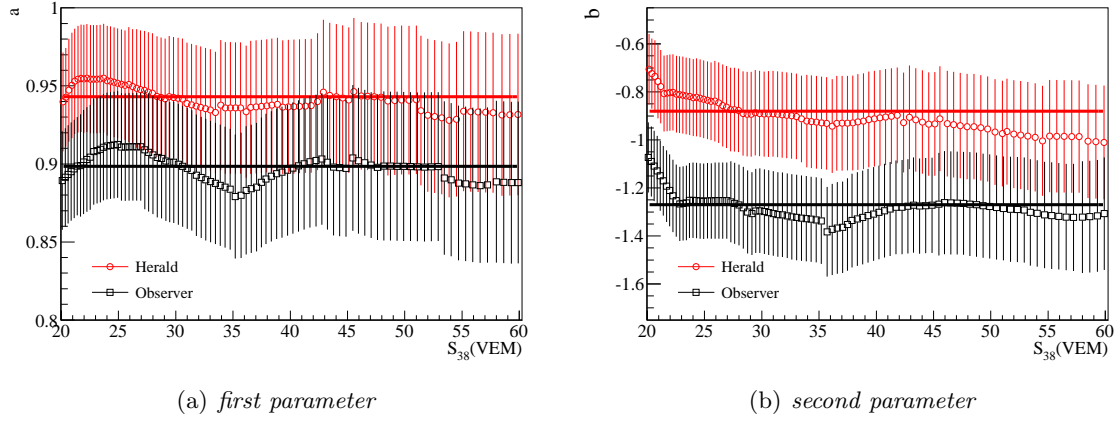 a
1
0.95
0.9
0.85
0.8
Herald
Observer
20 25 30 35 40 45 50 55 60
S38(VEM)
(a) first parameter
b
-0.6
-0.8
-1
-1.2
-1.4
-1.6
Herald
Observer
20 25 30 35 40 45 50 55 60
S38(VEM)
(b) second parameter